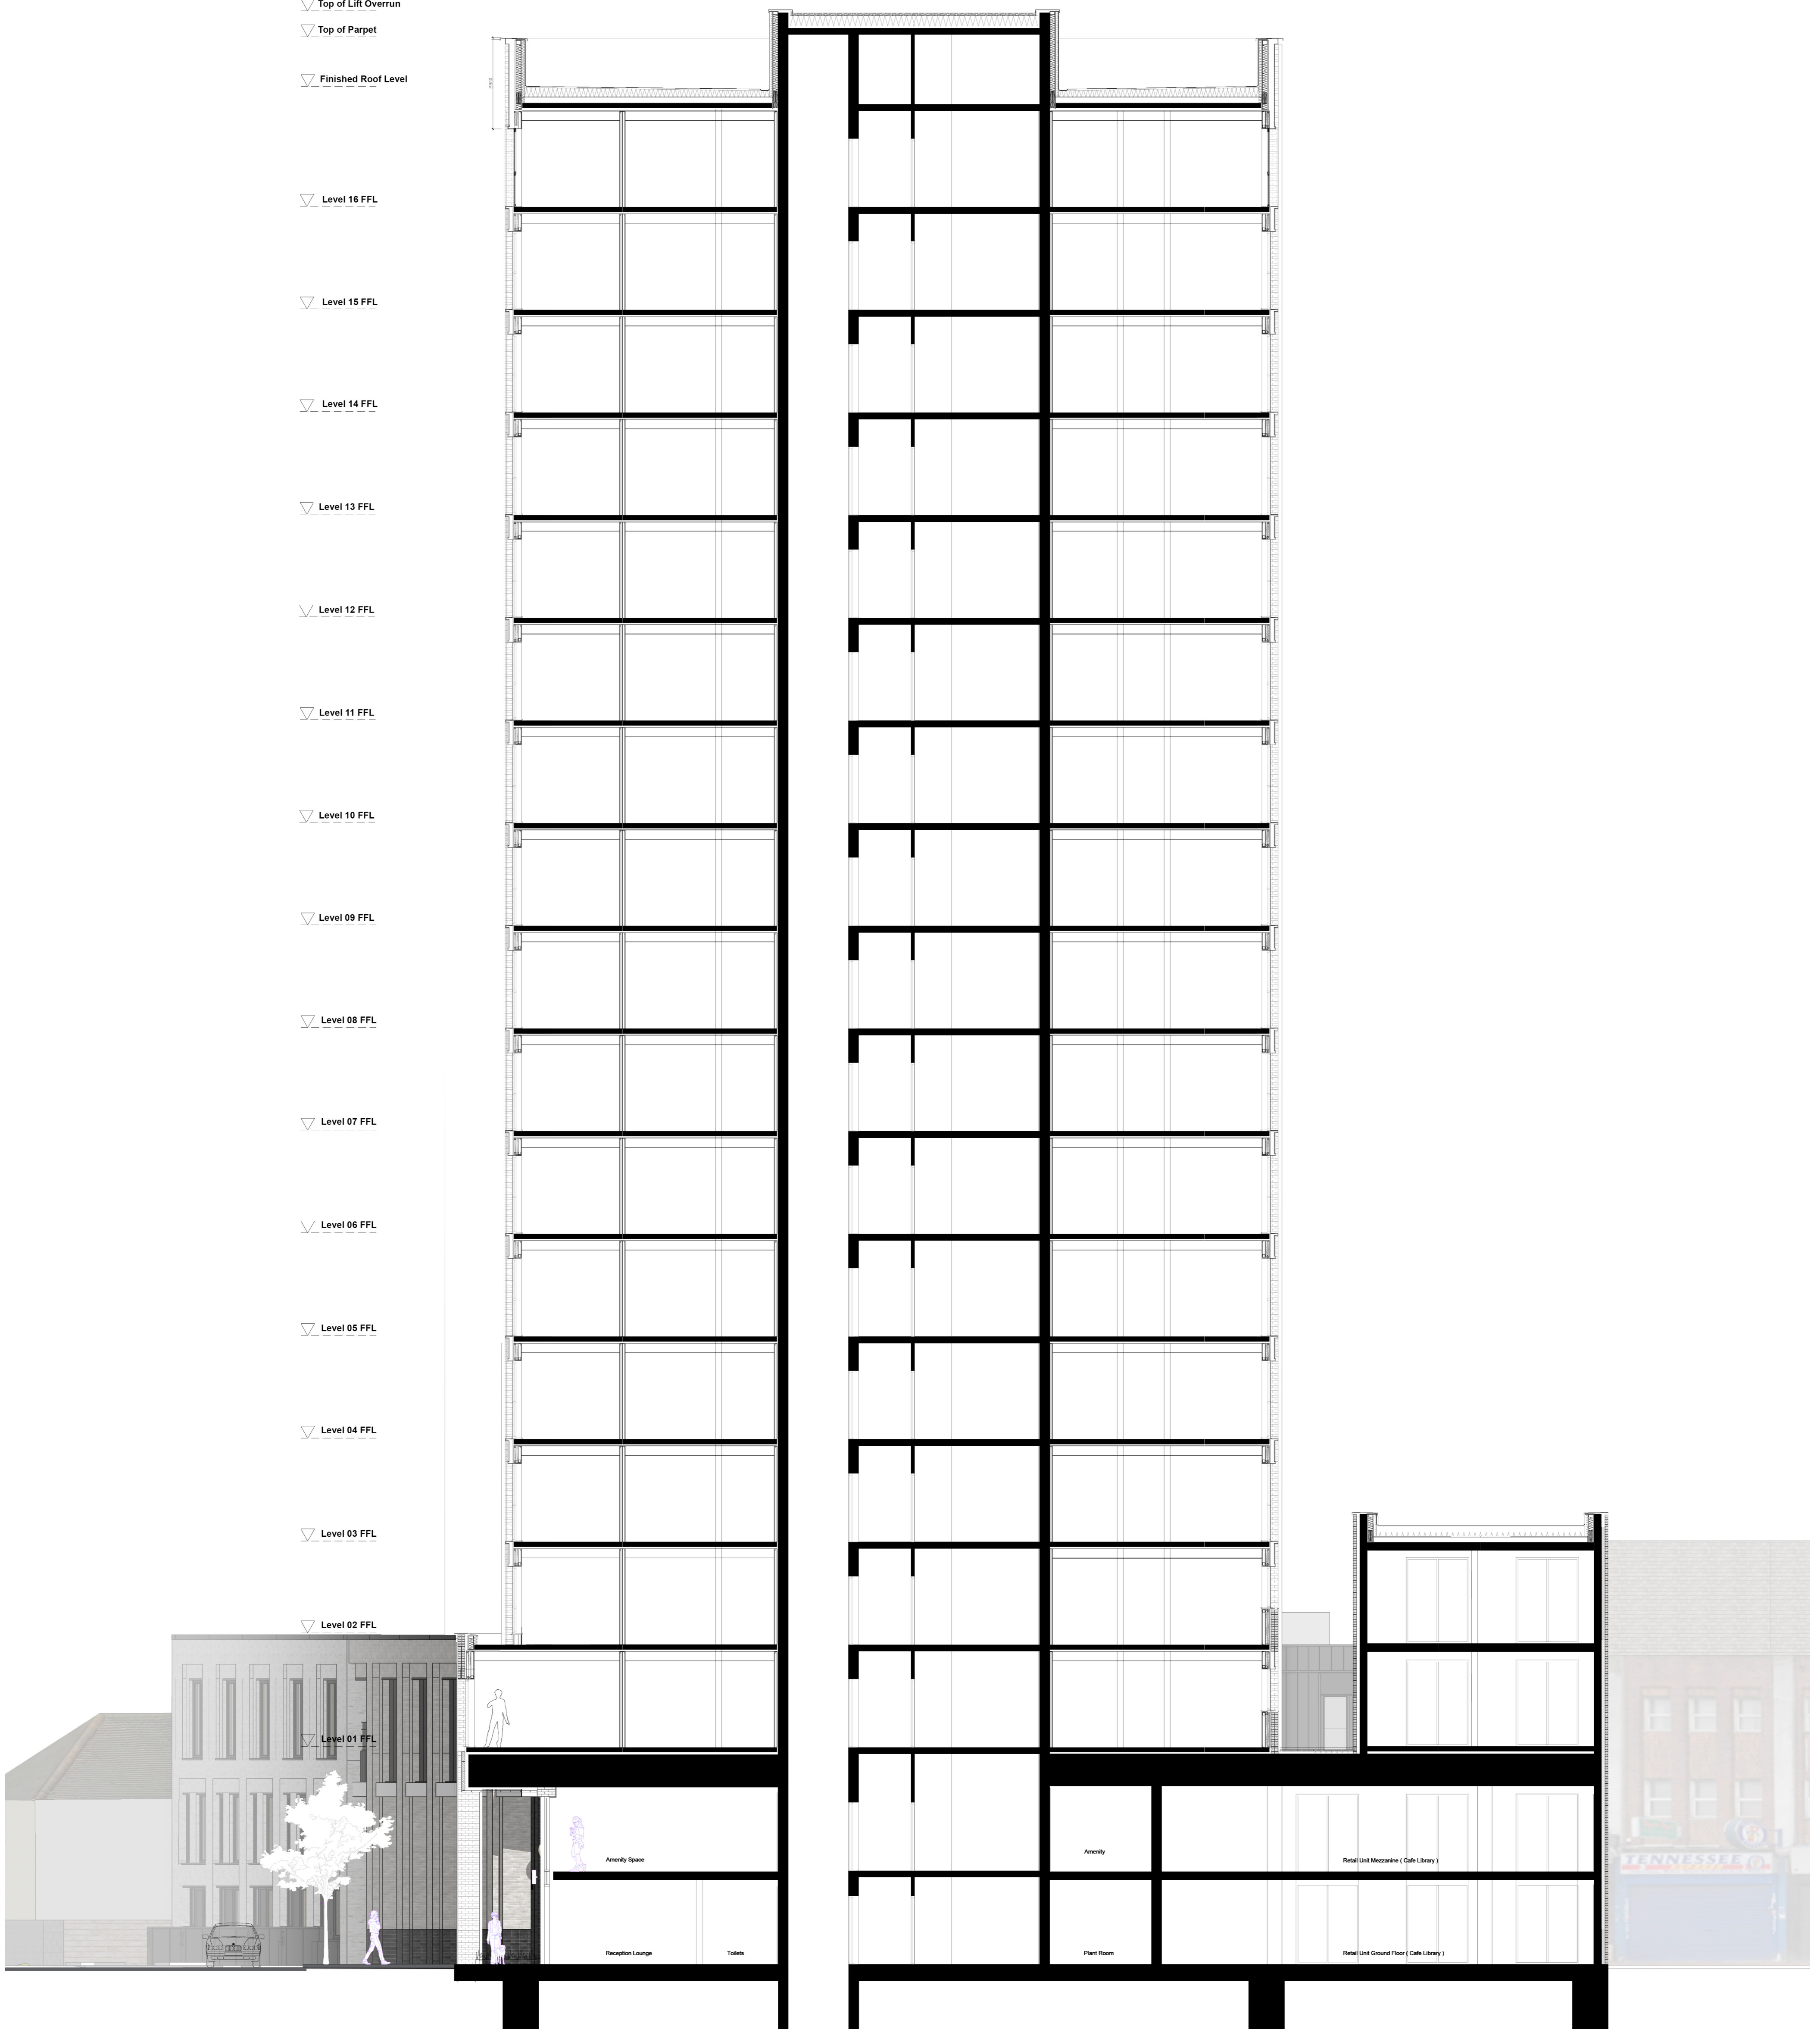 Top of Lift Overrun
Top of Parpet
Finished Roof Level
Level 16 FFL
Level 15 FFL
Level 14 FFL
Level 13 FFL
Level 12 FFL
Level 11 FFL
Level 10 FFL
Level 09 FFL
Level 08 FFL
Level 07 FFL
Level 06 FFL
Level 05 FFL
Level 04 FFL
Level 03 FFL
Level 02 FFL
Level 01 FFL
Amenity Space
Amenity
Retail Unit Mezzanine ( Cafe Library )
TENNESSEE
Reception Lounge
Toilets
Plant Room
Retail Unit Ground Floor ( Cafe Library )